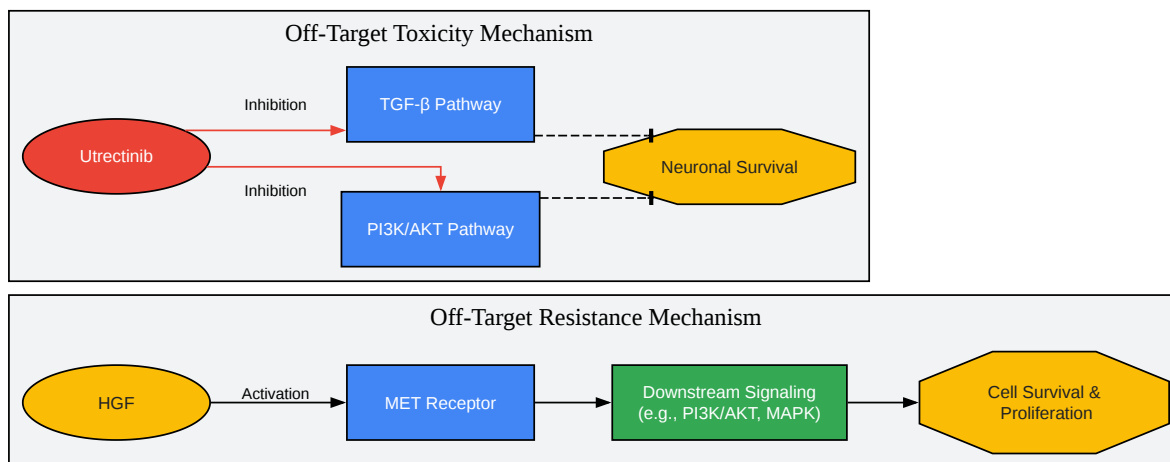 Off-Target Toxicity Mechanism
Inhibition
TGF-β Pathway
Utrectinib
Neuronal Survival
Inhibition
PI3K/AKT Pathway
Off-Target Resistance Mechanism
HGF
Activation
MET Receptor
Downstream Signaling
(e.g., PI3K/AKT, MAPK)
Cell Survival &
Proliferation